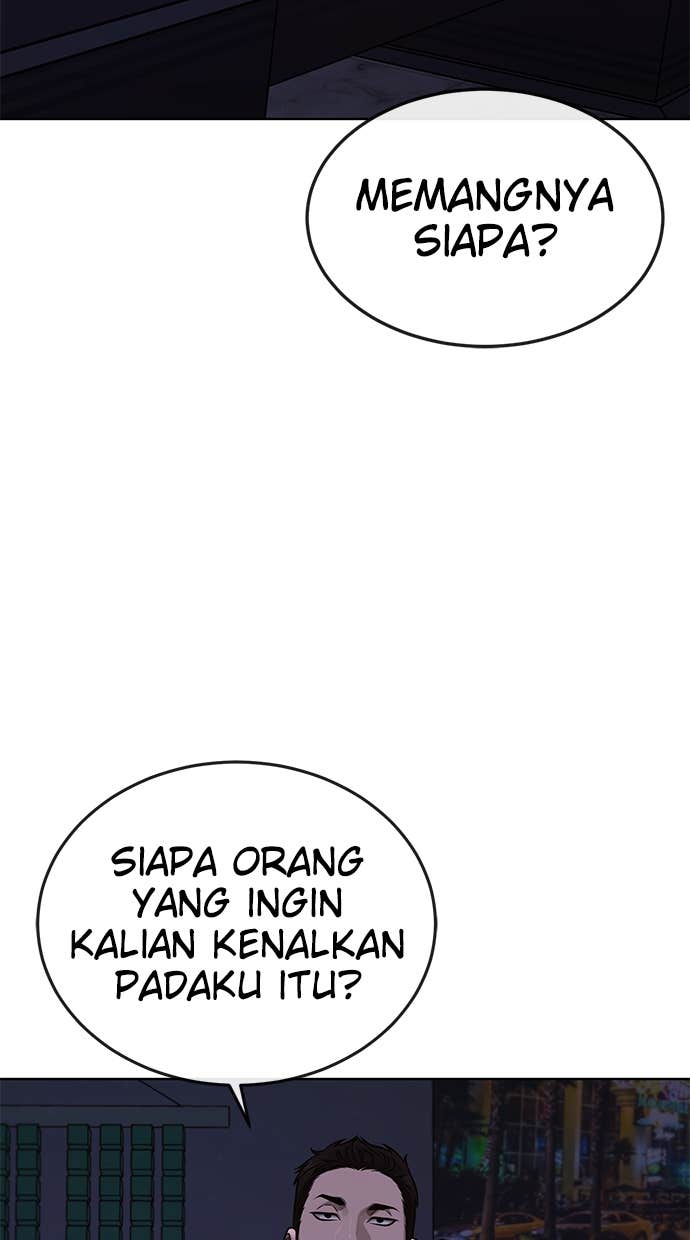 MEMANGNYA
SIAPA?
SIAPA ORANG
YANG INGIN
KALIAN KENALKAN
PADAKU ITU?